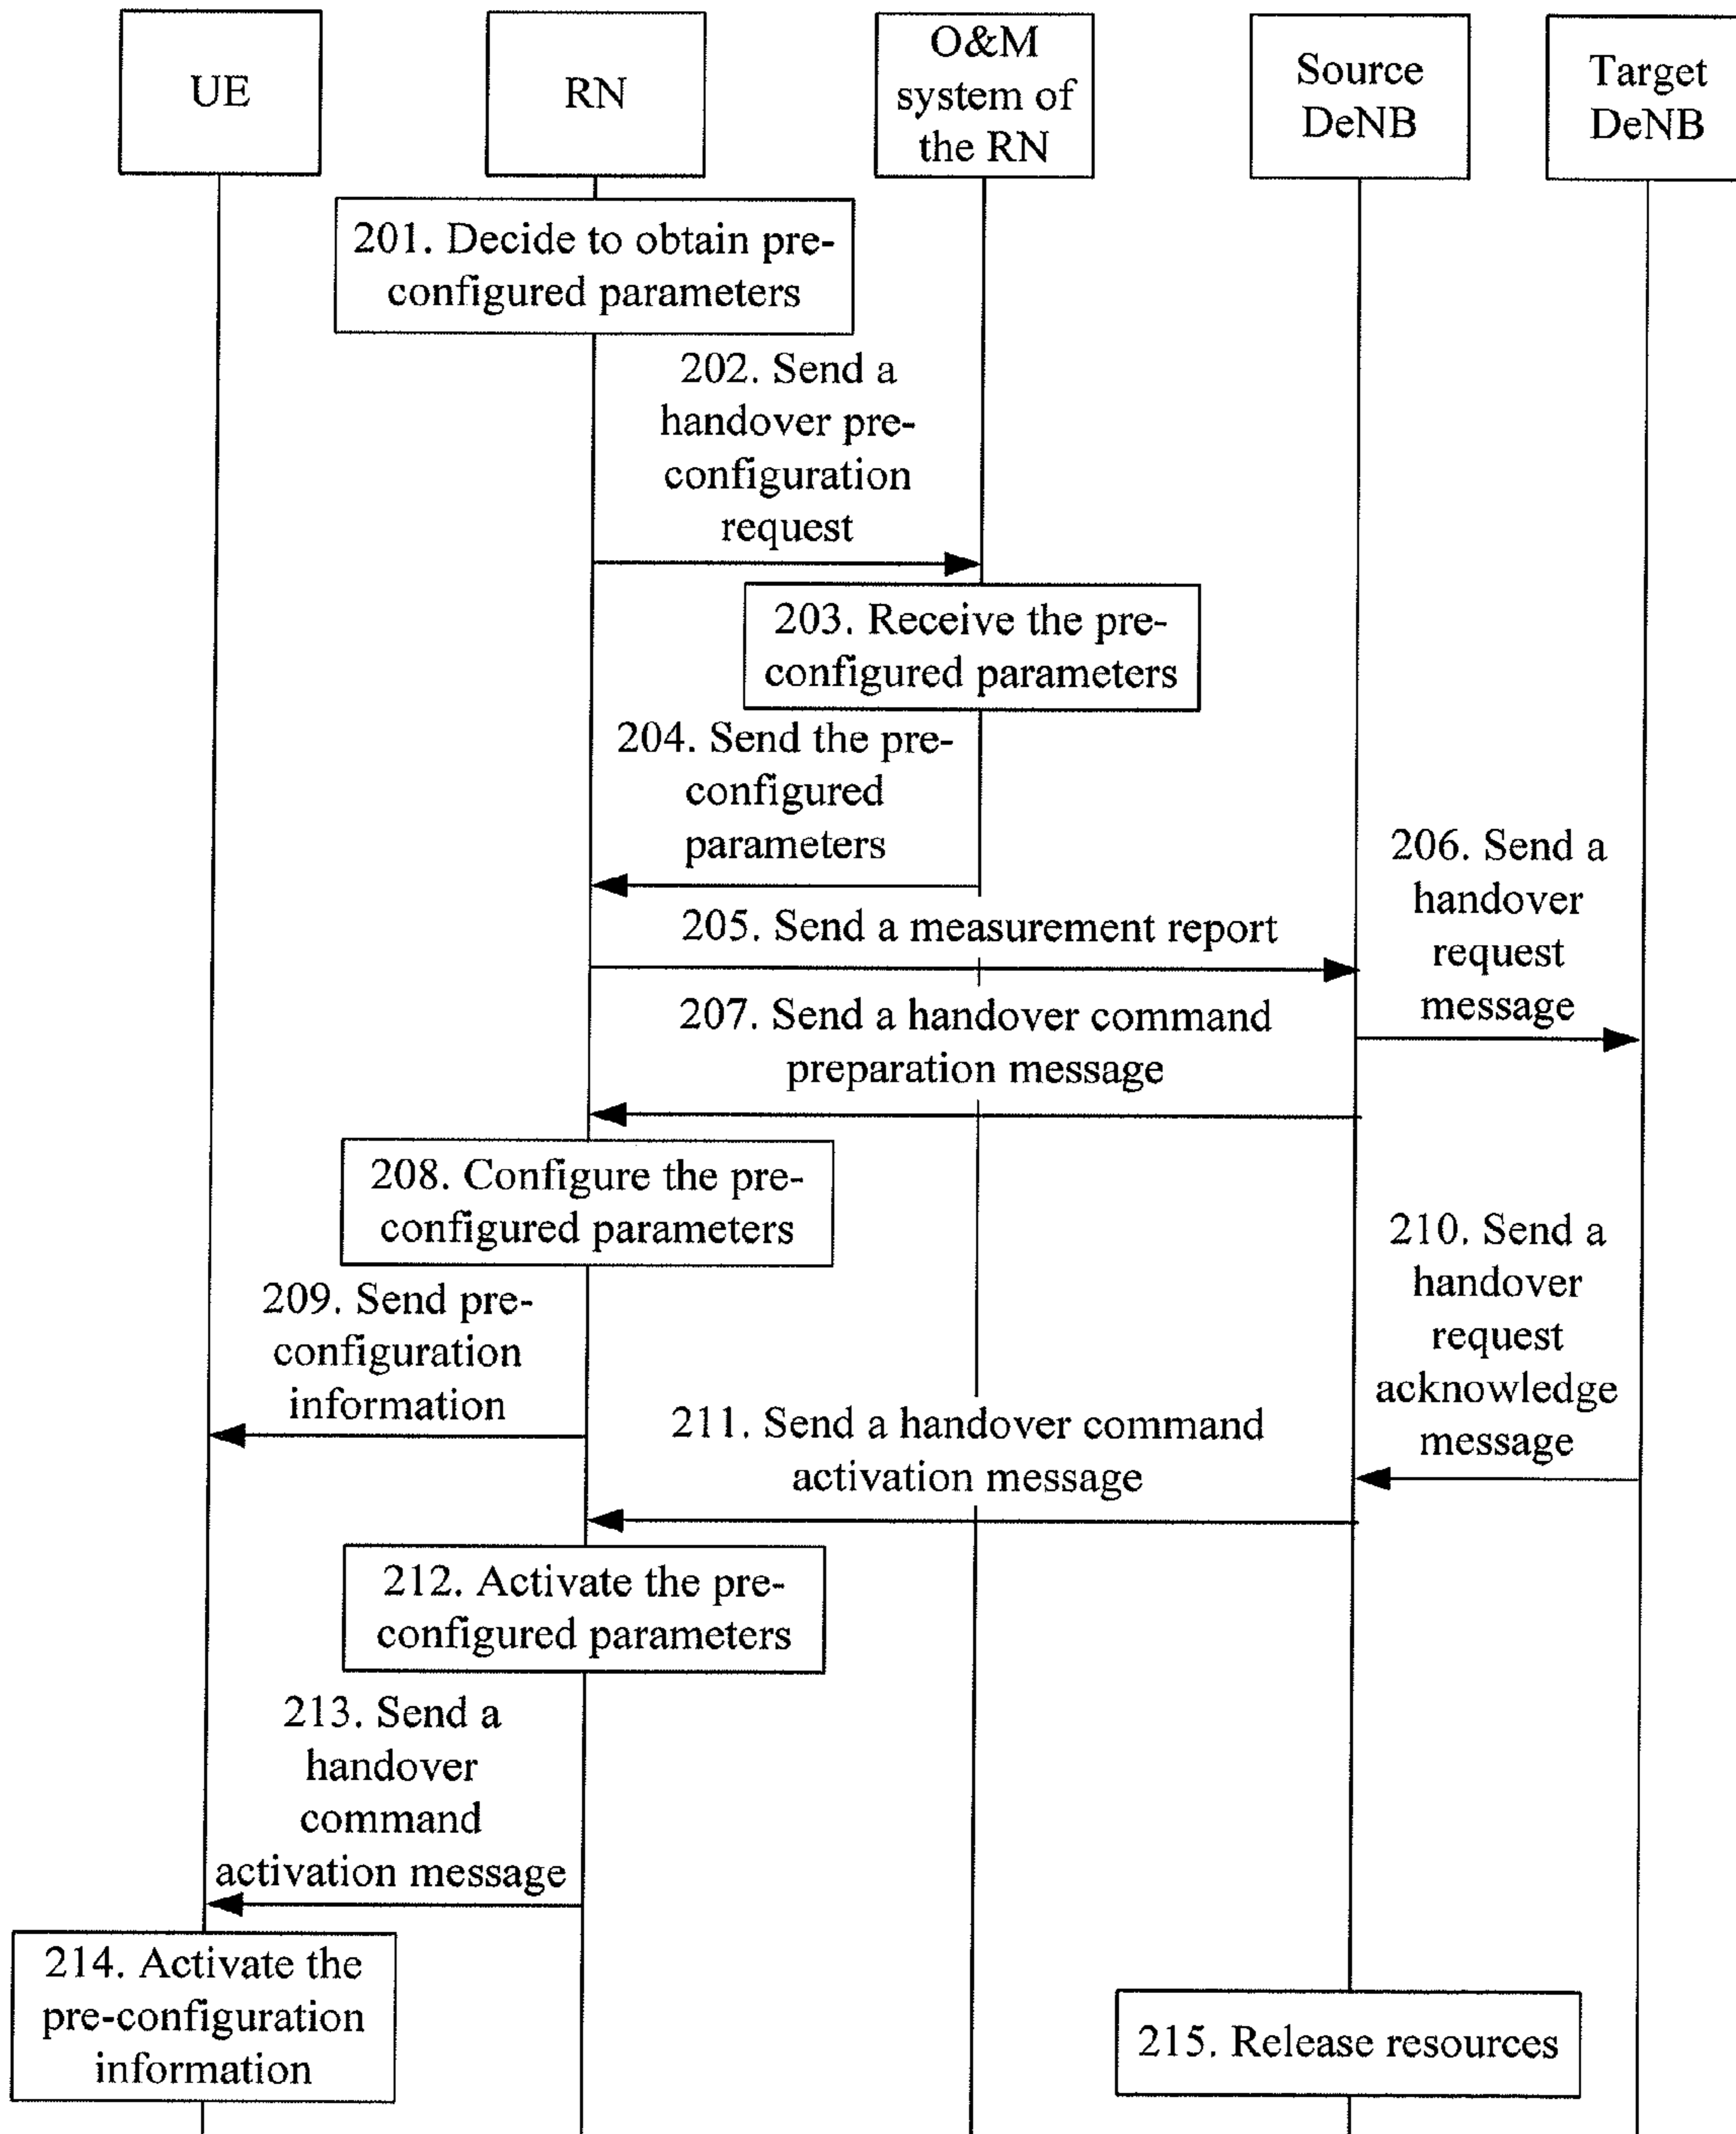 UE
RN
O&M
system of
the RN
Source
DeNB
Target
DeNB
201. Decide to obtain pre-
configured parameters
202. Send a
handover pre-
configuration
request
203. Receive the pre-
configured parameters
204. Send the pre-
configured
parameters
205. Send a measurement report
206. Send a
handover
request
message
207. Send a handover command
preparation message
208. Configure the pre-
configured parameters
209. Send pre-
configuration
information
210. Send a
handover
request
acknowledge
message
211. Send a handover command
activation message
212. Activate the pre-
configured parameters
213. Send a
handover
command
activation message
214. Activate the
pre-configuration
information
215. Release resources